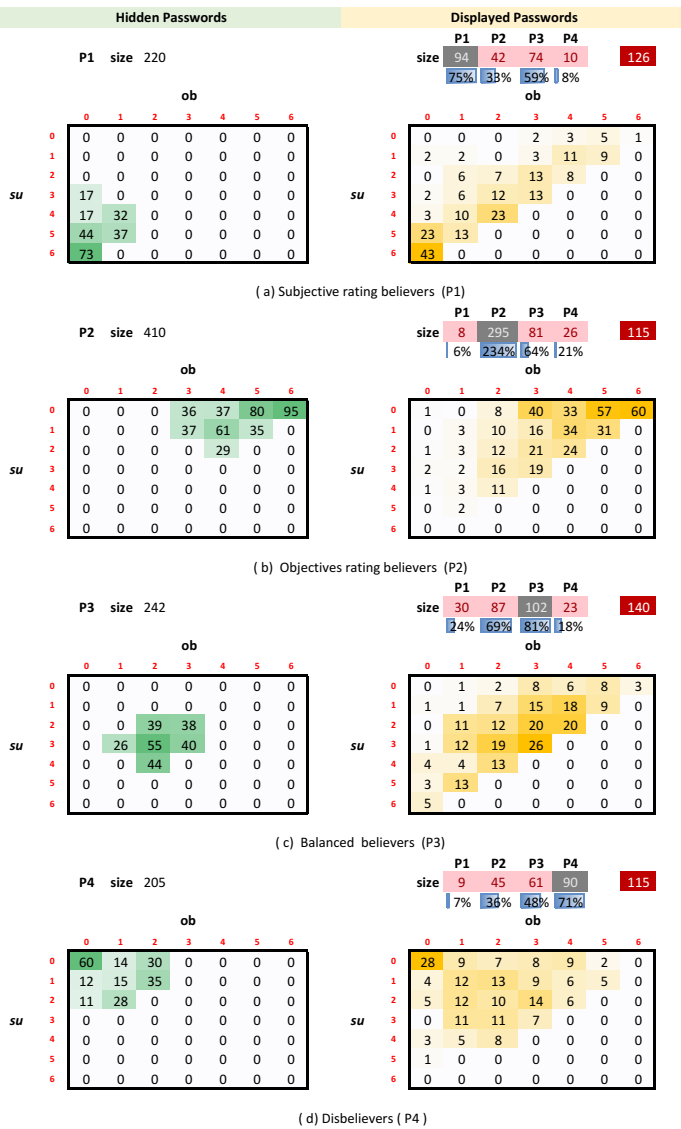 Hidden Passwords Displayed Passwords
P1 P2 P3 P4
P1 size 220 size 94 42 74 10 126
75% 33% 59% 8%
ob ob
0 1 2 3 4 5 6 0 1 2 3 4 5 6
0 0 0 0 0 0 0 0 0 0 0 0 2 3 5 1
1 0 0 0 0 0 0 0 1 2 2 0 3 11 9 0
2 0 0 0 0 0 0 0 2 0 6 7 13 8 0 0
su 3 17 0 0 0 0 0 0 su 3 2 6 12 13 0 0 0
4 17 32 0 0 0 0 0 4 3 10 23 0 0 0 0
5 44 37 0 0 0 0 0 5 23 13 0 0 0 0 0
6 73 0 0 0 0 0 0 6 43 0 0 0 0 0 0
( a) Subjective rating believers (P1)
P1 P2 P3 P4
P2 size 410 size 8 295 81 26 115
6% 234% 64% 21%
ob ob
0 1 2 3 4 5 6 0 1 2 3 4 5 6
0 0 0 0 36 37 80 95 0 1 0 8 40 33 57 60
1 0 0 0 37 61 35 0 1 0 3 10 16 34 31 0
2 0 0 0 0 29 0 0 2 1 3 12 21 24 0 0
su 3 0 0 0 0 0 0 0 su 3 2 2 16 19 0 0 0
4 0 0 0 0 0 0 0 4 1 3 11 0 0 0 0
5 0 0 0 0 0 0 0 5 0 2 0 0 0 0 0
6 0 0 0 0 0 0 0 6 0 0 0 0 0 0 0
( b) Objectives rating believers (P2)
P1 P2 P3 P4
P3 size 242 size 30 87 102 23 140
24% 69% 81% 18%
ob ob
0 1 2 3 4 5 6 0 1 2 3 4 5 6
0 0 0 0 0 0 0 0 0 0 1 2 8 6 8 3
1 0 0 0 0 0 0 0 1 1 1 7 15 18 9 0
2 0 0 39 38 0 0 0 2 0 11 12 20 20 0 0
su 3 0 26 55 40 0 0 0 su 3 1 12 19 26 0 0 0
4 0 0 44 0 0 0 0 4 4 4 13 0 0 0 0
5 0 0 0 0 0 0 0 5 3 13 0 0 0 0 0
6 0 0 0 0 0 0 0 6 5 0 0 0 0 0 0
( c) Balanced believers (P3)
P1 P2 P3 P4
P4 size 205 size 9 45 61 90 115
7% 36% 48% 71%
ob ob
0 1 2 3 4 5 6 0 1 2 3 4 5 6
0 60 14 30 0 0 0 0 0 28 9 7 8 9 2 0
1 12 15 35 0 0 0 0 1 4 12 13 9 6 5 0
2 11 28 0 0 0 0 0 2 5 12 10 14 6 0 0
su 3 0 0 0 0 0 0 0 su 3 0 11 11 7 0 0 0
4 0 0 0 0 0 0 0 4 3 5 8 0 0 0 0
5 0 0 0 0 0 0 0 5 1 0 0 0 0 0 0
6 0 0 0 0 0 0 0 6 0 0 0 0 0 0 0
( d) Disbelievers ( P4 )